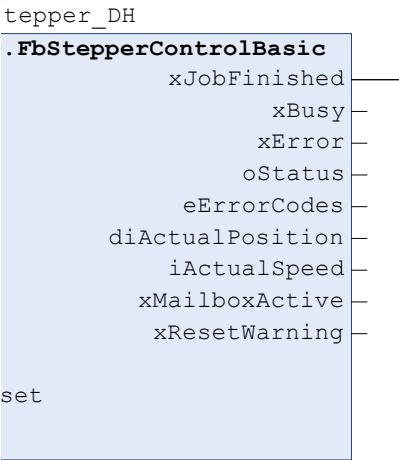 tepper_DH
.FbStepperControlBasic
xJobFinished
xBusy
xError
oStatus
eErrorCodes
diActualPosition
iActualSpeed
xMailboxActive
xResetWarning
set